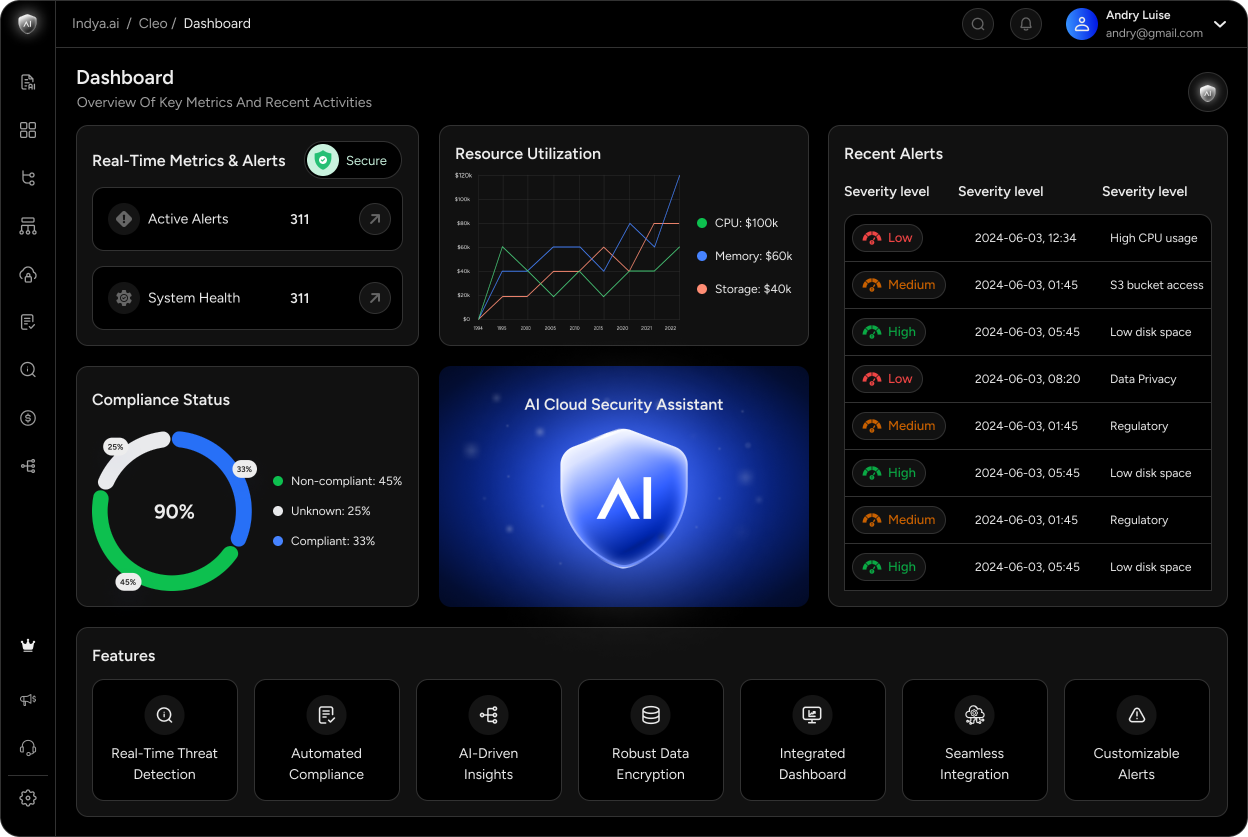 AI
Indya.ai / Cleo / Dashboard
Andry Luise
andry@gmail.com
Dashboard
Overview Of Key Metrics And Recent Activities
AI
Real-Time Metrics & Alerts
Secure
Active Alerts 311
System Health 311
Resource Utilization
$120k
$100k
$80k
$60k
$40k
$20k
$0
1994 1995 2001 2005 2010 2015 2020 2021 2022
CPU: $100k
Memory: $60k
Storage: $40k
Recent Alerts
Severity level Severity level Severity level
Low 2024-06-03, 12:34 High CPU usage
Medium 2024-06-03, 01:45 S3 bucket access
High 2024-06-03, 05:45 Low disk space
Low 2024-06-03, 08:20 Data Privacy
Medium 2024-06-03, 01:45 Regulatory
High 2024-06-03, 05:45 Low disk space
Medium 2024-06-03, 01:45 Regulatory
High 2024-06-03, 05:45 Low disk space
Compliance Status
25%
33%
90%
45%
Non-compliant: 45%
Unknown: 25%
Compliant: 33%
AI Cloud Security Assistant
AI
Features
Real-Time Threat
Detection
Automated
Compliance
AI-Driven
Insights
Robust Data
Encryption
Integrated
Dashboard
Seamless
Integration
Customizable
Alerts